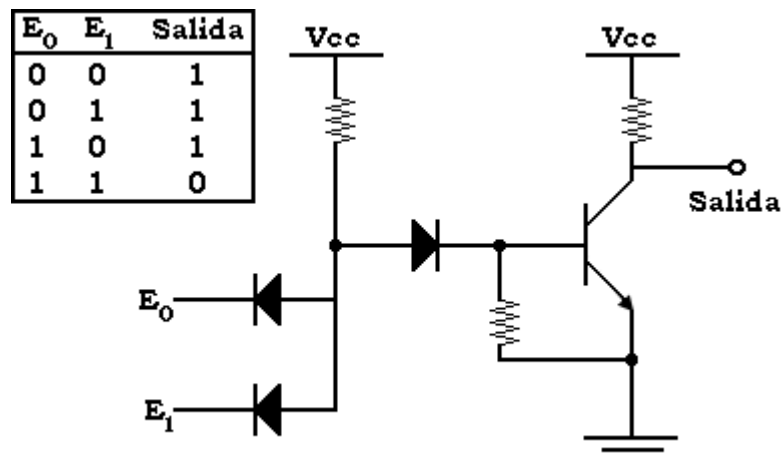 E0 E1 Salida
0 0 1
0 1 1
1 0 1
1 1 0
Vcc
Vcc
Salida
E0
E1